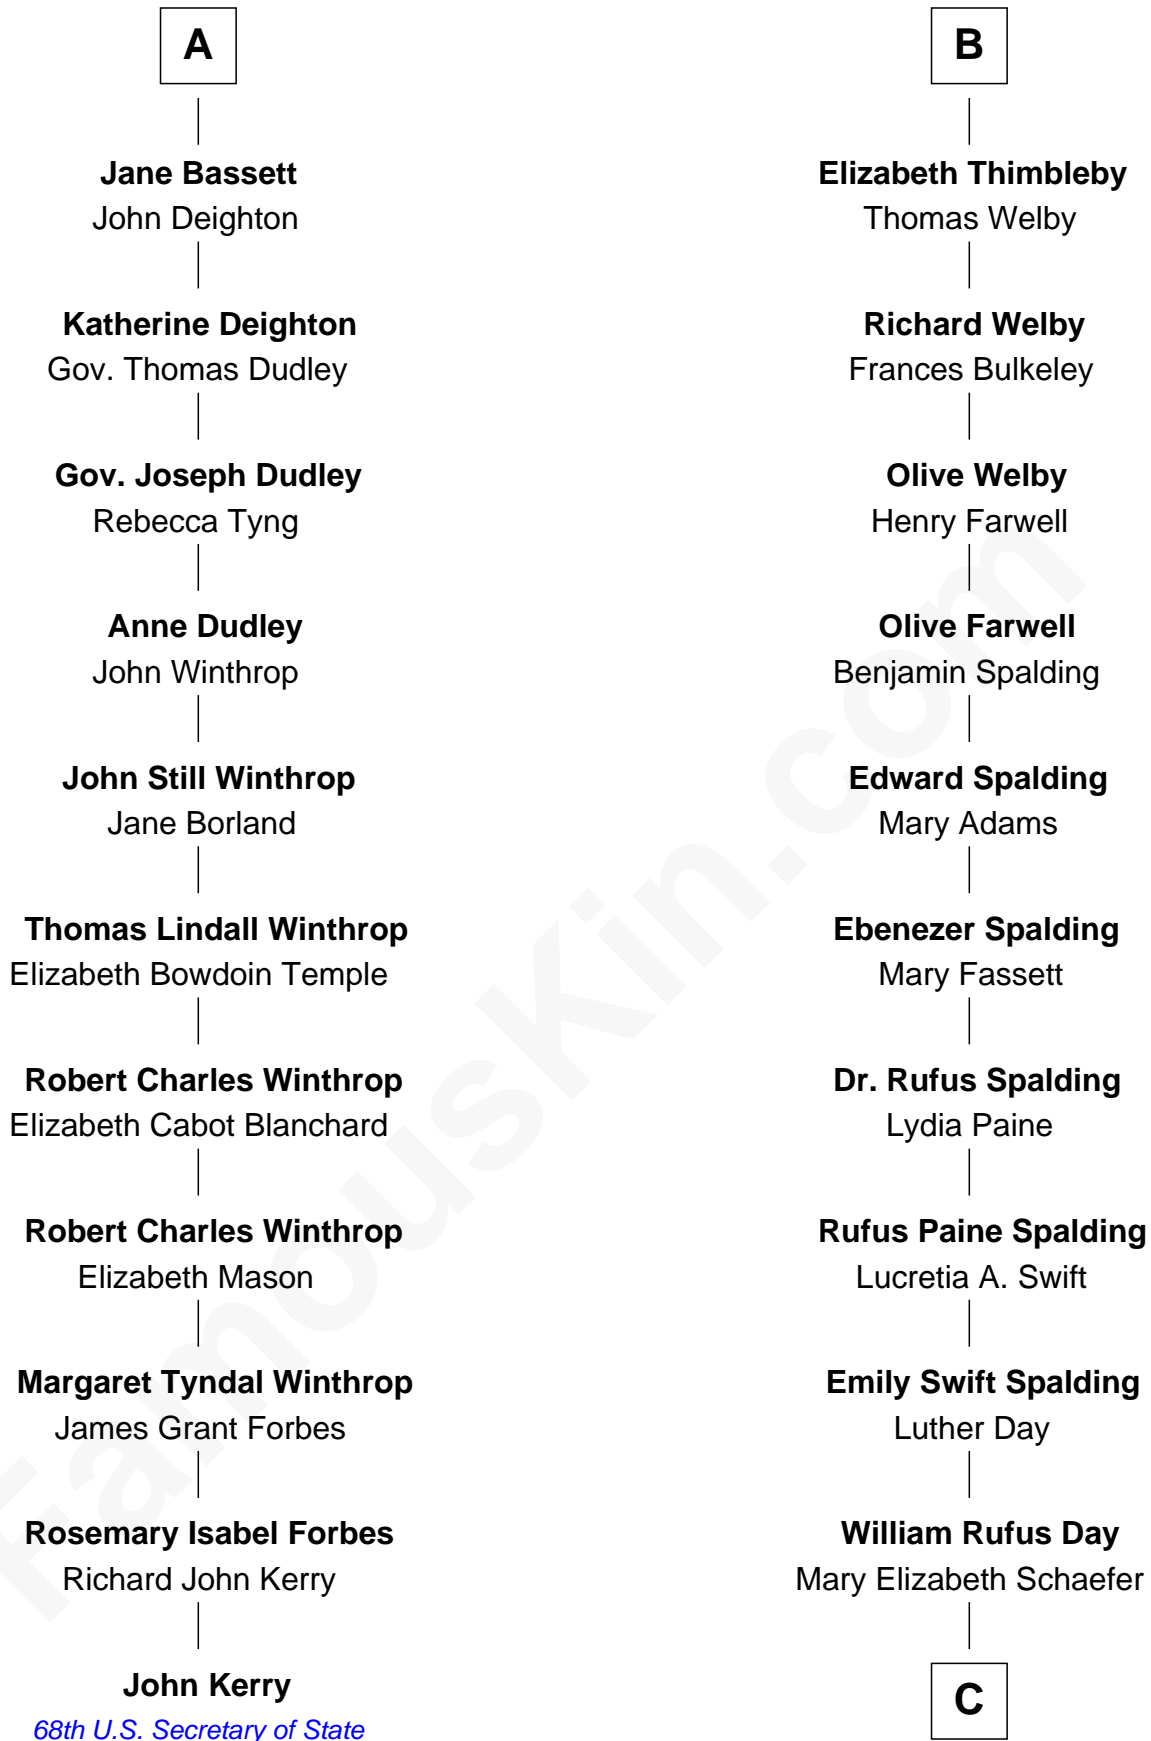 A
Jane Bassett
John Deighton
Katherine Deighton
Gov. Thomas Dudley
Gov. Joseph Dudley
Rebecca Tyng
Anne Dudley
John Winthrop
John Still Winthrop
Jane Borland
Thomas Lindall Winthrop
Elizabeth Bowdoin Temple
Robert Charles Winthrop
Elizabeth Cabot Blanchard
Robert Charles Winthrop
Elizabeth Mason
Margaret Tyndal Winthrop
James Grant Forbes
Rosemary Isabel Forbes
Richard John Kerry
John Kerry
68th U.S. Secretary of State
B
Elizabeth Thimbleby
Thomas Welby
Richard Welby
Frances Bulkeley
Olive Welby
Henry Farwell
Olive Farwell
Benjamin Spalding
Edward Spalding
Mary Adams
Ebenezer Spalding
Mary Fassett
Dr. Rufus Spalding
Lydia Paine
Rufus Paine Spalding
Lucretia A. Swift
Emily Swift Spalding
Luther Day
William Rufus Day
Mary Elizabeth Schaefer
C
FamousKin.com